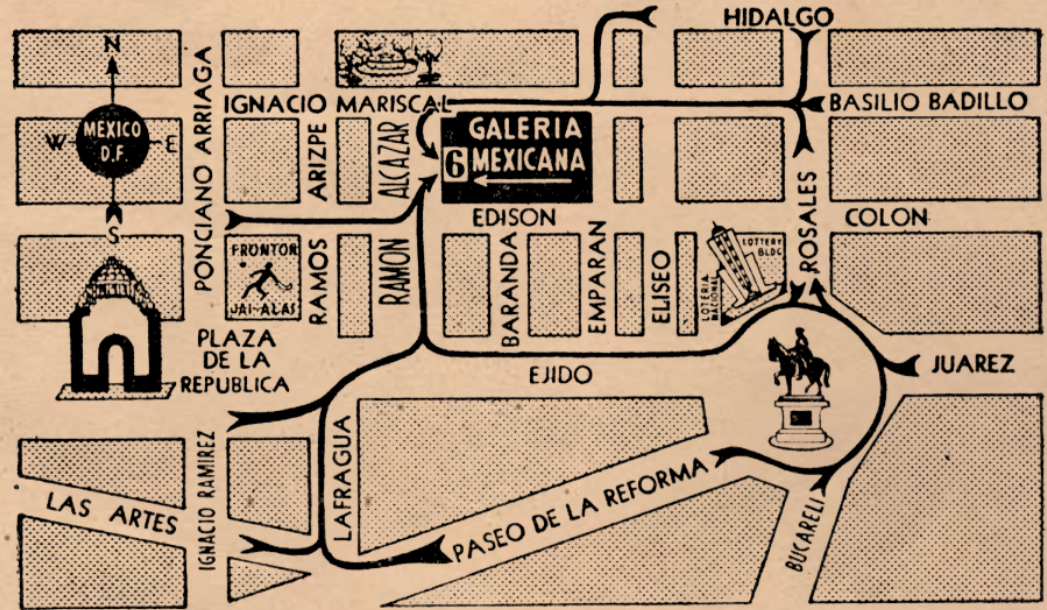 HIDALGO
N
IGNACIO MARISCAL
BASILIO BADILLO
PONCIANO ARRIAGA
MEXICO
D.F.
W
E
S
ARIZPE
ALCAZAR
GALERIA
6 MEXICANA
EDISON
ROSALES
COLON
FRONTON
JAI-ALAS
RAMOS
RAMON
BARANDA
EMPARAN
ELISEO
LOTERIA
NACIONAL
LOTTERY
BLDG
PLAZA
DE LA
REPUBLICA
EJIDO
JUAREZ
LAS ARTES
IGNACIO RAMIREZ
LAFRAGUA
PASEO DE LA REFORMA
BUCARELI